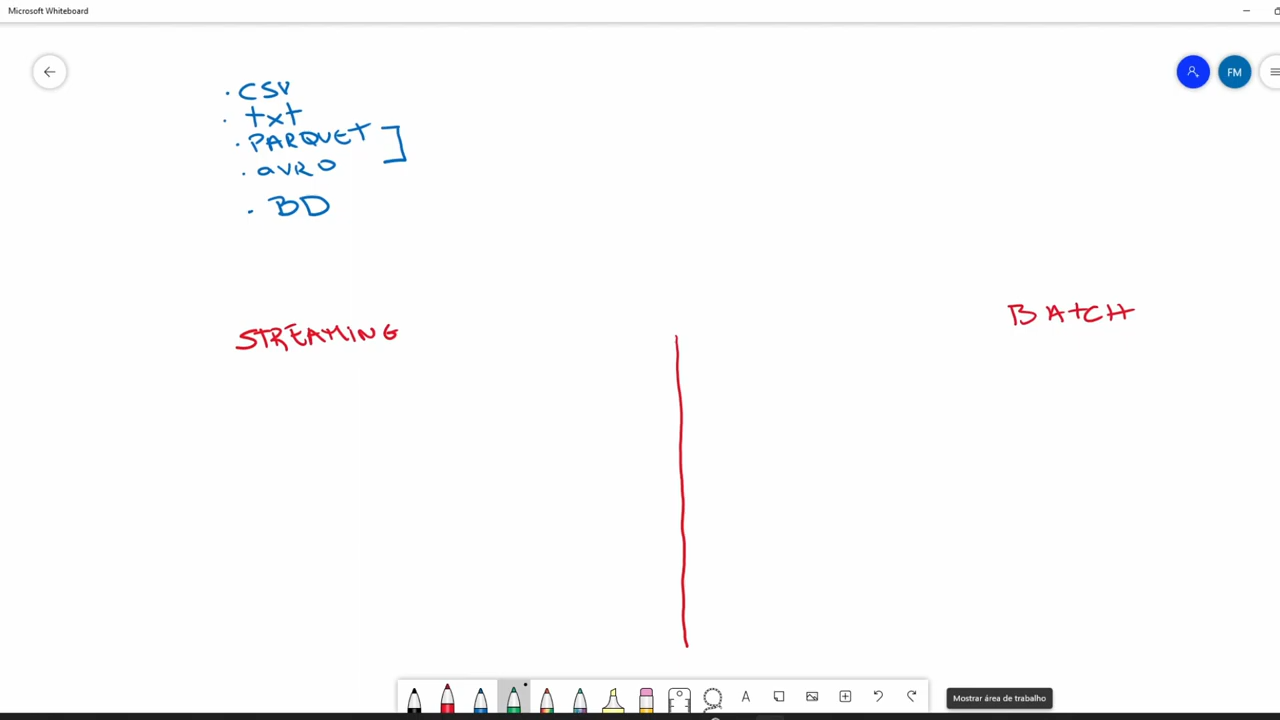 Microsoft Whiteboard
FM
. CSV
. txt
. PARQUET
. avRO
. BD
STREAMING
BAtCH
A
Mostrar área de trabalho